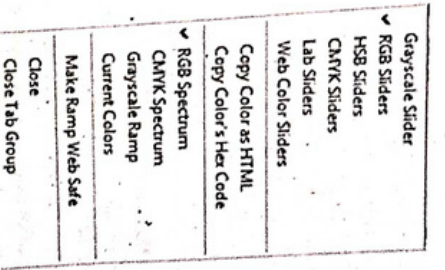 Grayscale Slider
✔ RGB Sliders
HSB Sliders
CMYK Sliders
Lab Sliders
Web Color Sliders
Copy Color as HTML
Copy Color's Hex Code
✔ RGB Spectrum
CMYK Spectrum
Grayscale Ramp
Current Colors
Make Ramp Web Safe
Close
Close Tab Group